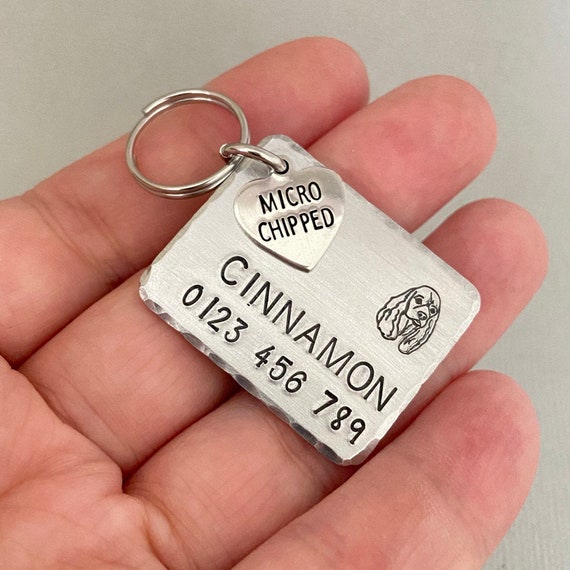 MICRO
CHIPPED
CINNAMON
0123 456 789